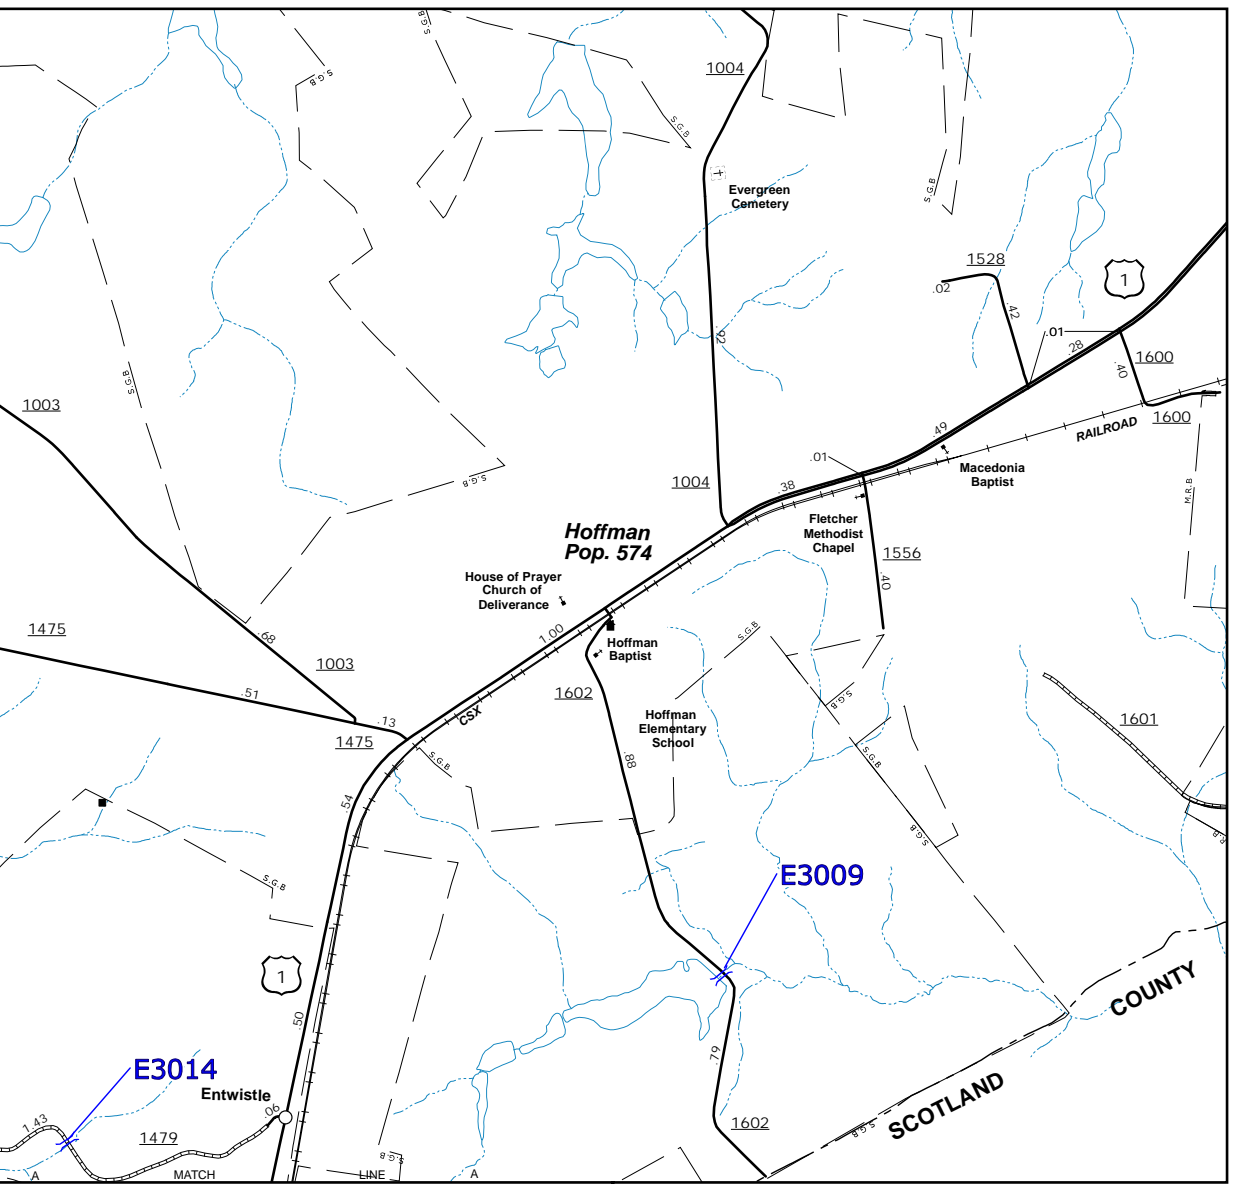 S.G.B
S.G.B
1004
S.G.B
S.G.B
Evergreen
Cemetery
1528
.02
.42
1
.01
.28
.92
1600
.40
1600
S.G.B
1003
RAILROAD
.49
.01
Macedonia
Baptist
S.G.B
1004
.38
M.R.B
Fletcher
Methodist
Chapel
Hoffman
Pop. 574
1556
.40
House of Prayer
Church of
Deliverance
1475
.68
1.00
S.G.B
Hoffman
Baptist
1003
.51
1602
S.G.B
.13
CSX
Hoffman
Elementary
School
1601
1475
S.G.B
.88
S.G.B
.54
S.G.B
R.B
S.G.B
E3009
1
COUNTY
.50
.79
E3014
Entwistle
SCOTLAND
.06
1.43
1479
1602
S.G.B
S.G.B
A
MATCH
LINE
A